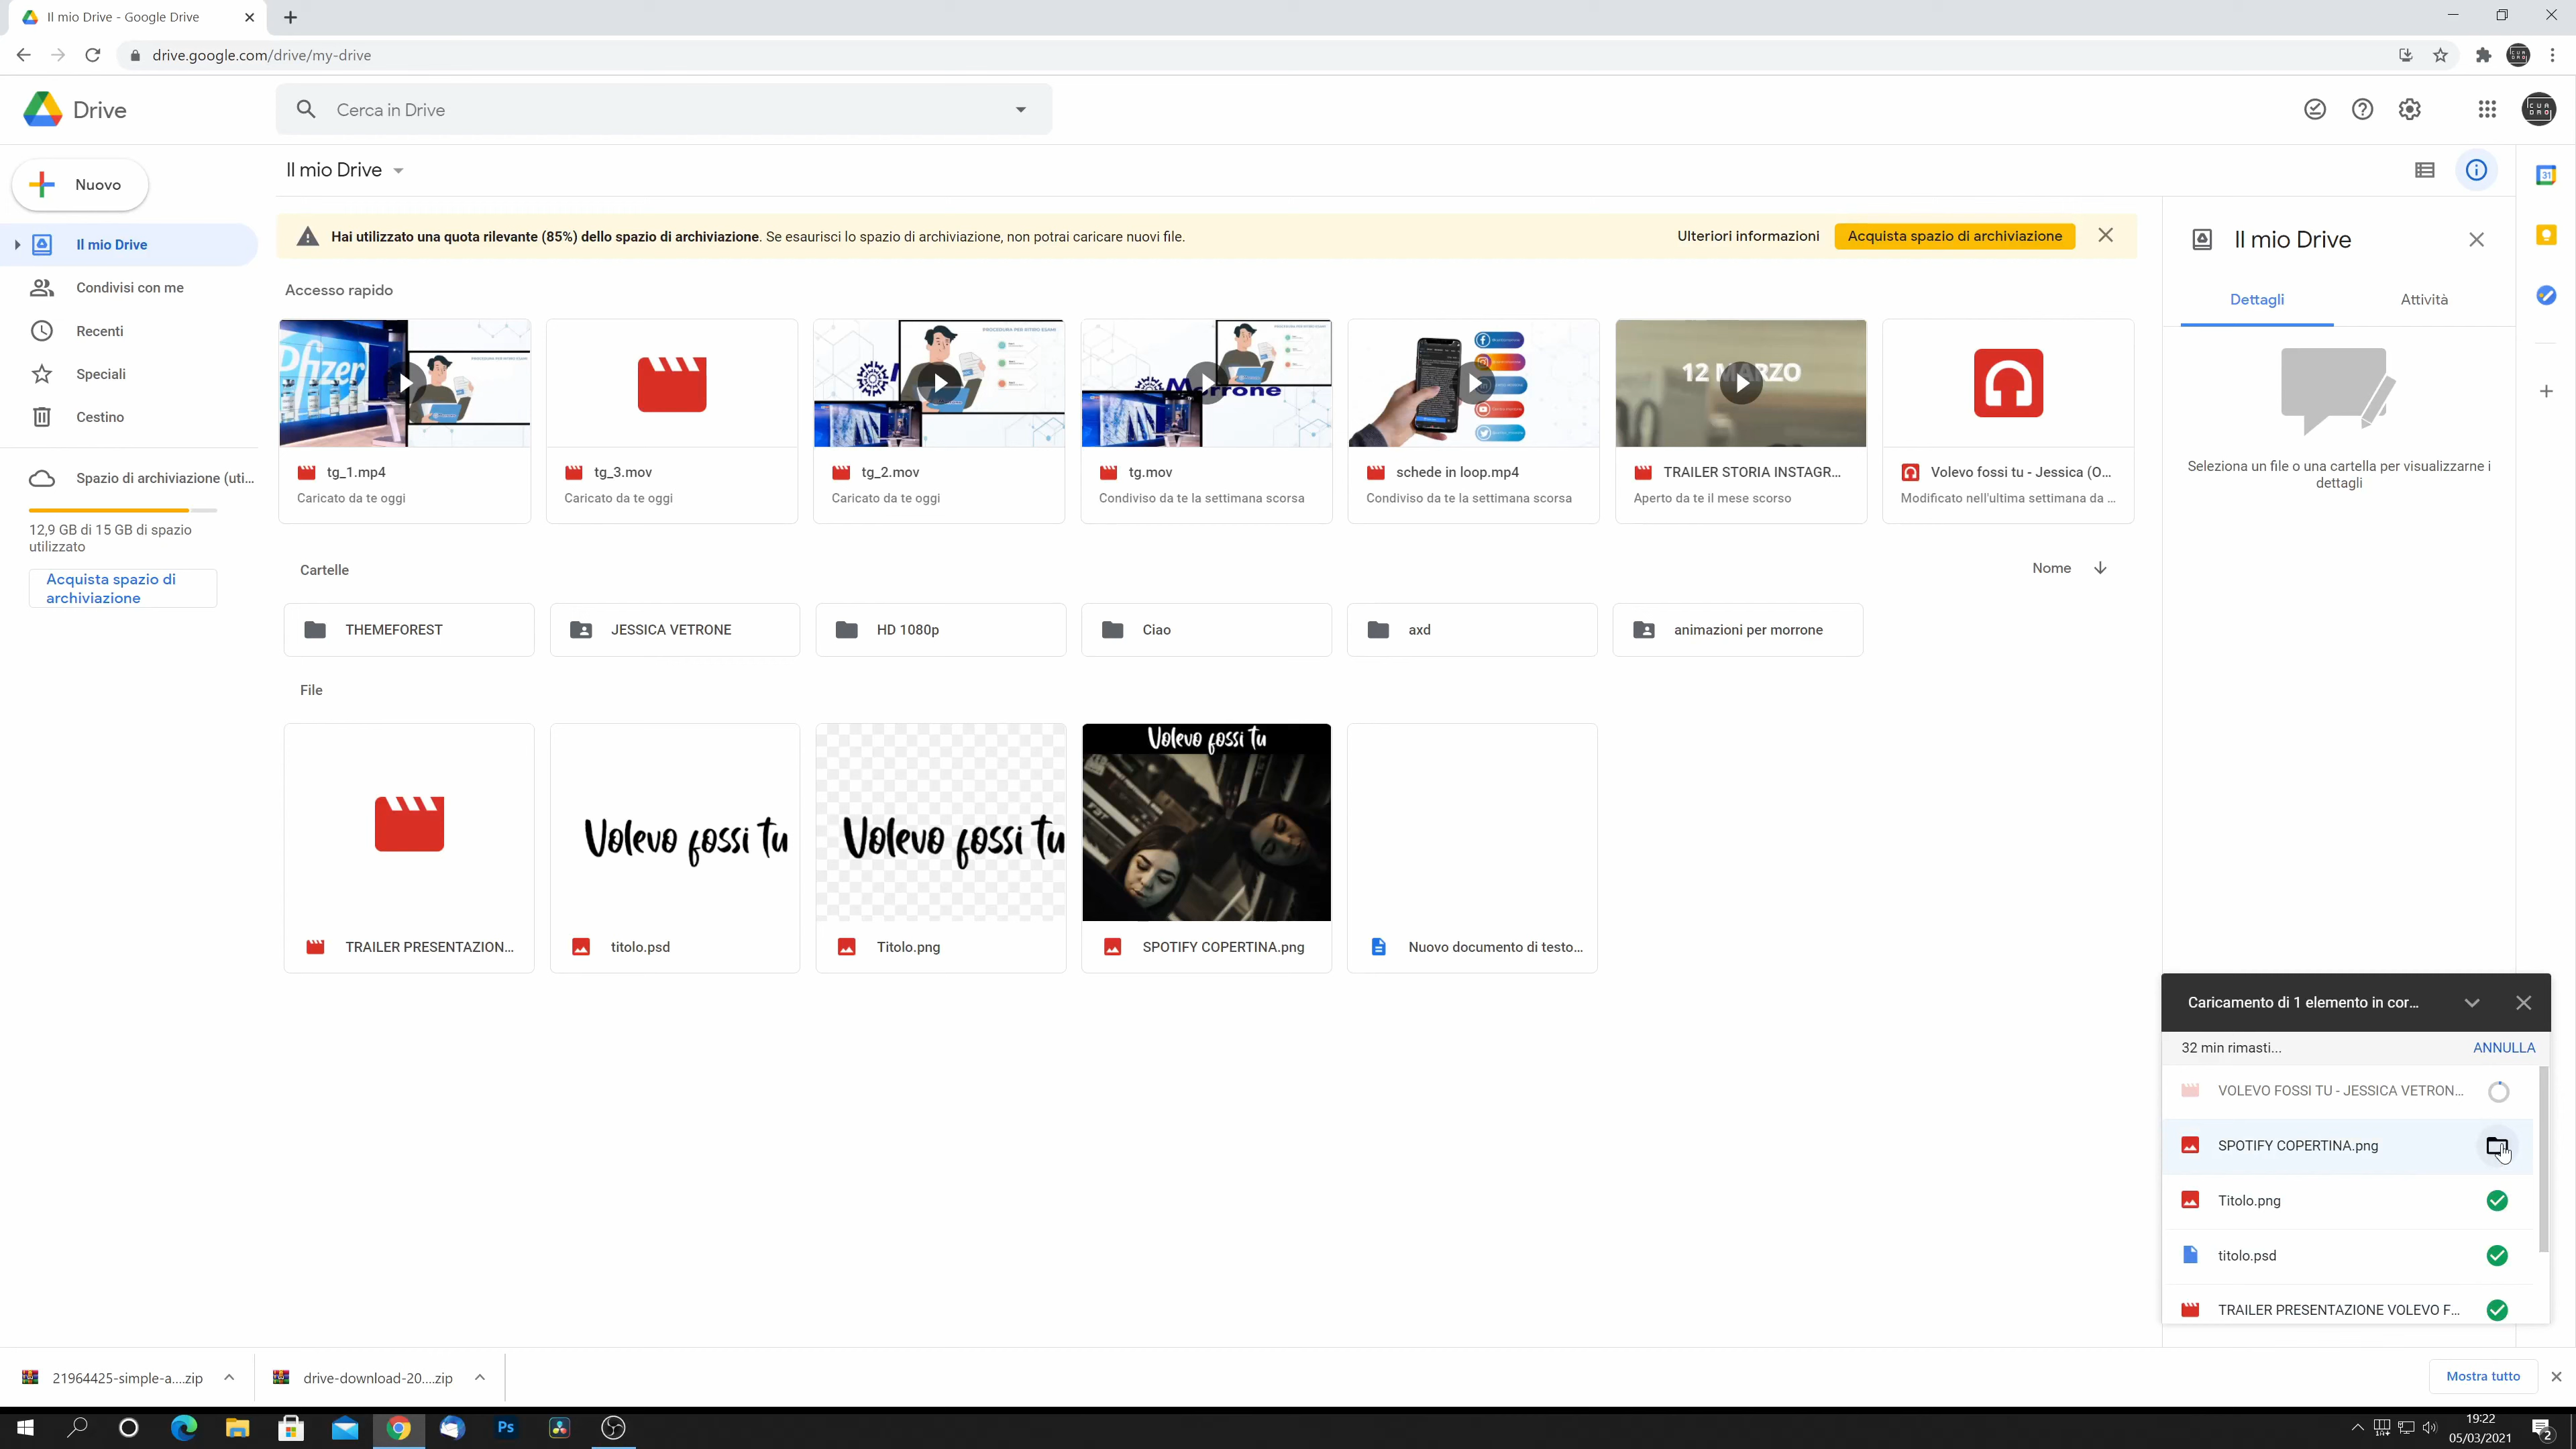 Il mio Drive - Google Drive
drive.google.com/drive/my-drive
Drive
Cerca in Drive
Nuovo
Il mio Drive
Il mio Drive
Condivisi con me
Recenti
Speciali
Cestino
Spazio di archiviazione (uti...
12,9 GB di 15 GB di spazio
utilizzato
Acquista spazio di
archiviazione
Hai utilizzato una quota rilevante (85%) dello spazio di archiviazione. Se esaurisci lo spazio di archiviazione, non potrai caricare nuovi file.
Ulteriori informazioni
Acquista spazio di archiviazione
Accesso rapido
Pfizer
12 MARZO
tg_1.mp4
Caricato da te oggi
tg_3.mov
Caricato da te oggi
tg_2.mov
Caricato da te oggi
tg.mov
Condiviso da te la settimana scorsa
schede in loop.mp4
Condiviso da te la settimana scorsa
TRAILER STORIA INSTAGR...
Aperto da te il mese scorso
Volevo fossi tu - Jessica (O...
Modificato nell'ultima settimana da ...
Cartelle
Nome
THEMEFOREST
JESSICA VETRONE
HD 1080p
Ciao
axd
animazioni per morrone
File
Volevo fossi tu
Volevo fossi tu
Volevo fossi tu
TRAILER PRESENTAZION...
titolo.psd
Titolo.png
SPOTIFY COPERTINA.png
Nuovo documento di testo...
Il mio Drive
Dettagli
Attività
Seleziona un file o una cartella per visualizzarne i
dettagli
31
Caricamento di 1 elemento in cor...
32 min rimasti...
ANNULLA
VOLEVO FOSSI TU - JESSICA VETRON...
SPOTIFY COPERTINA.png
Titolo.png
titolo.psd
TRAILER PRESENTAZIONE VOLEVO F...
21964425-simple-a....zip
drive-download-20....zip
Mostra tutto
Ps
19:22
05/03/2021
2